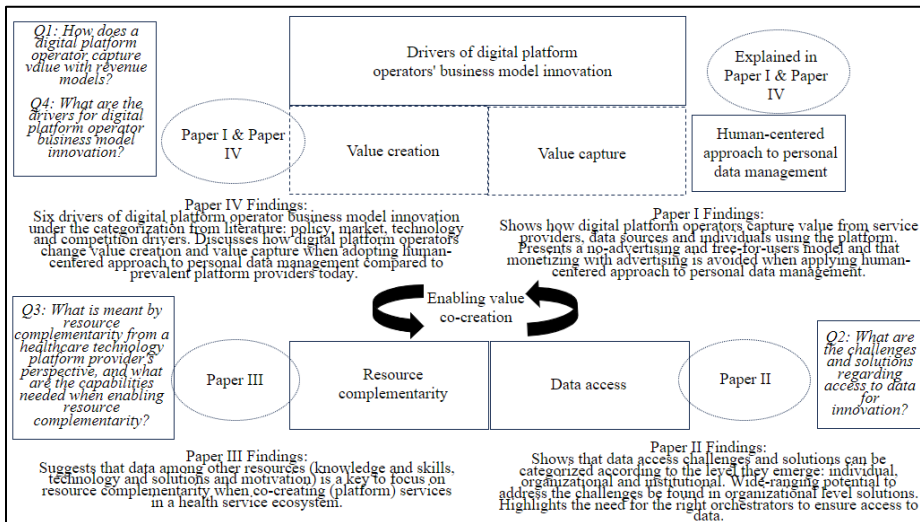 Q1: How does a
digital platform
operator capture
value with revenue
models?
Q4: What are the
drivers for digital
platform operator
business model
innovation?
Paper I & Paper
IV
Drivers of digital platform
operators' business model innovation
Value creation
Value capture
Explained in
Paper I & Paper
IV
Human-centered
approach to personal
data management
Paper IV Findings:
Six drivers of digital platform operator business model innovation
under the categorization from literature: policy, market, technology
and competition drivers. Discusses how digital platform operators
change value creation and value capture when adopting human-
centered approach to personal data management compared to
prevalent platform providers today.
Paper I Findings:
Shows how digital platform operators capture value from service
providers, data sources and individuals using the platform.
Presents a no-advertising and free-for-users model and that
monetizing with advertising is avoided when applying human-
centered approach to personal data management.
Enabling value
co-creation
Q3: What is meant by
resource
complementarity from a
healthcare technology
platform provider's
perspective, and what
are the capabilities
needed when enabling
resource
complementarity?
Paper III
Resource
complementarity
Data access
Paper II
Q2: What are
the challenges
and solutions
regarding
access to data
for
innovation?
Paper III Findings:
Suggests that data among other resources (knowledge and skills,
technology and solutions and motivation) is a key to focus on
resource complementarity when co-creating (platform) services
in a health service ecosystem.
Paper II Findings:
Shows that data access challenges and solutions can be
categorized according to the level they emerge: individual,
organizational and institutional. Wide-ranging potential to
address the challenges be found in organizational level solutions.
Highlights the need for the right orchestrators to ensure access to
data.